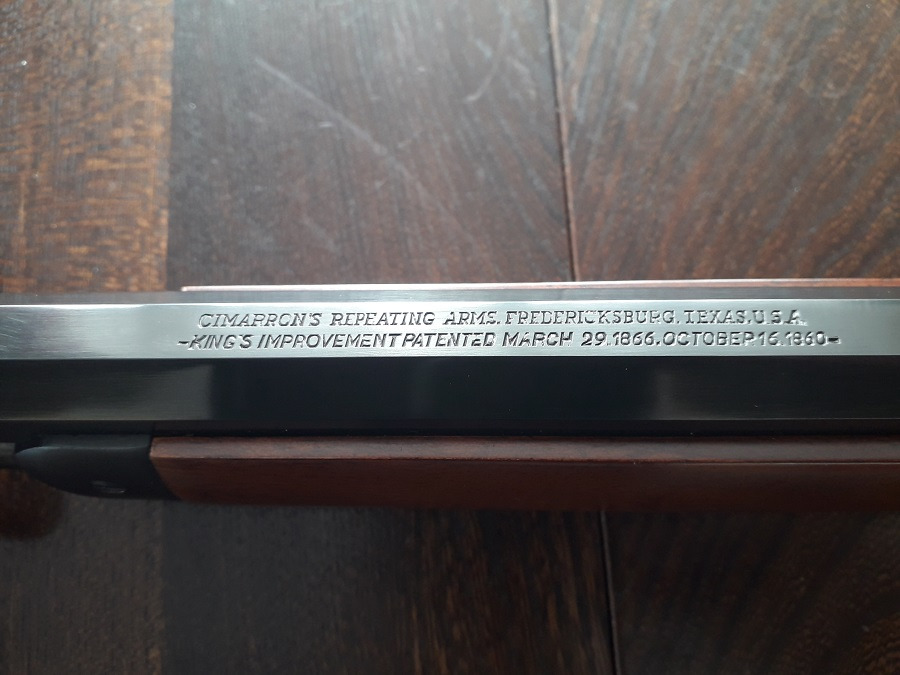 CIMARRON'S REPEATING ARMS. FREDERICKSBURG. TEXAS. U.S.A.
-KING'S IMPROVEMENT PATENTED MARCH 29.1866. OCTOBER 16.1860-